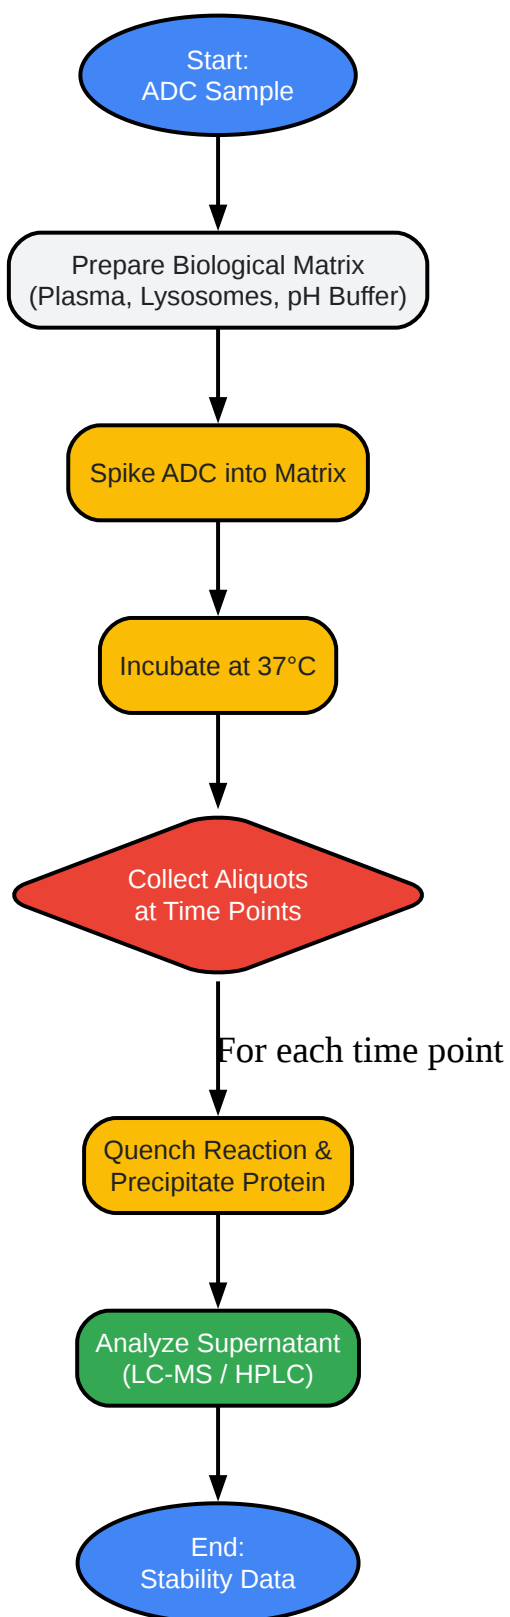 Start:
ADC Sample
Prepare Biological Matrix
(Plasma, Lysosomes, pH Buffer)
Spike ADC into Matrix
Incubate at 37°C
Collect Aliquots
at Time Points
For each time point
Quench Reaction &
Precipitate Protein
Analyze Supernatant
(LC-MS / HPLC)
End:
Stability Data